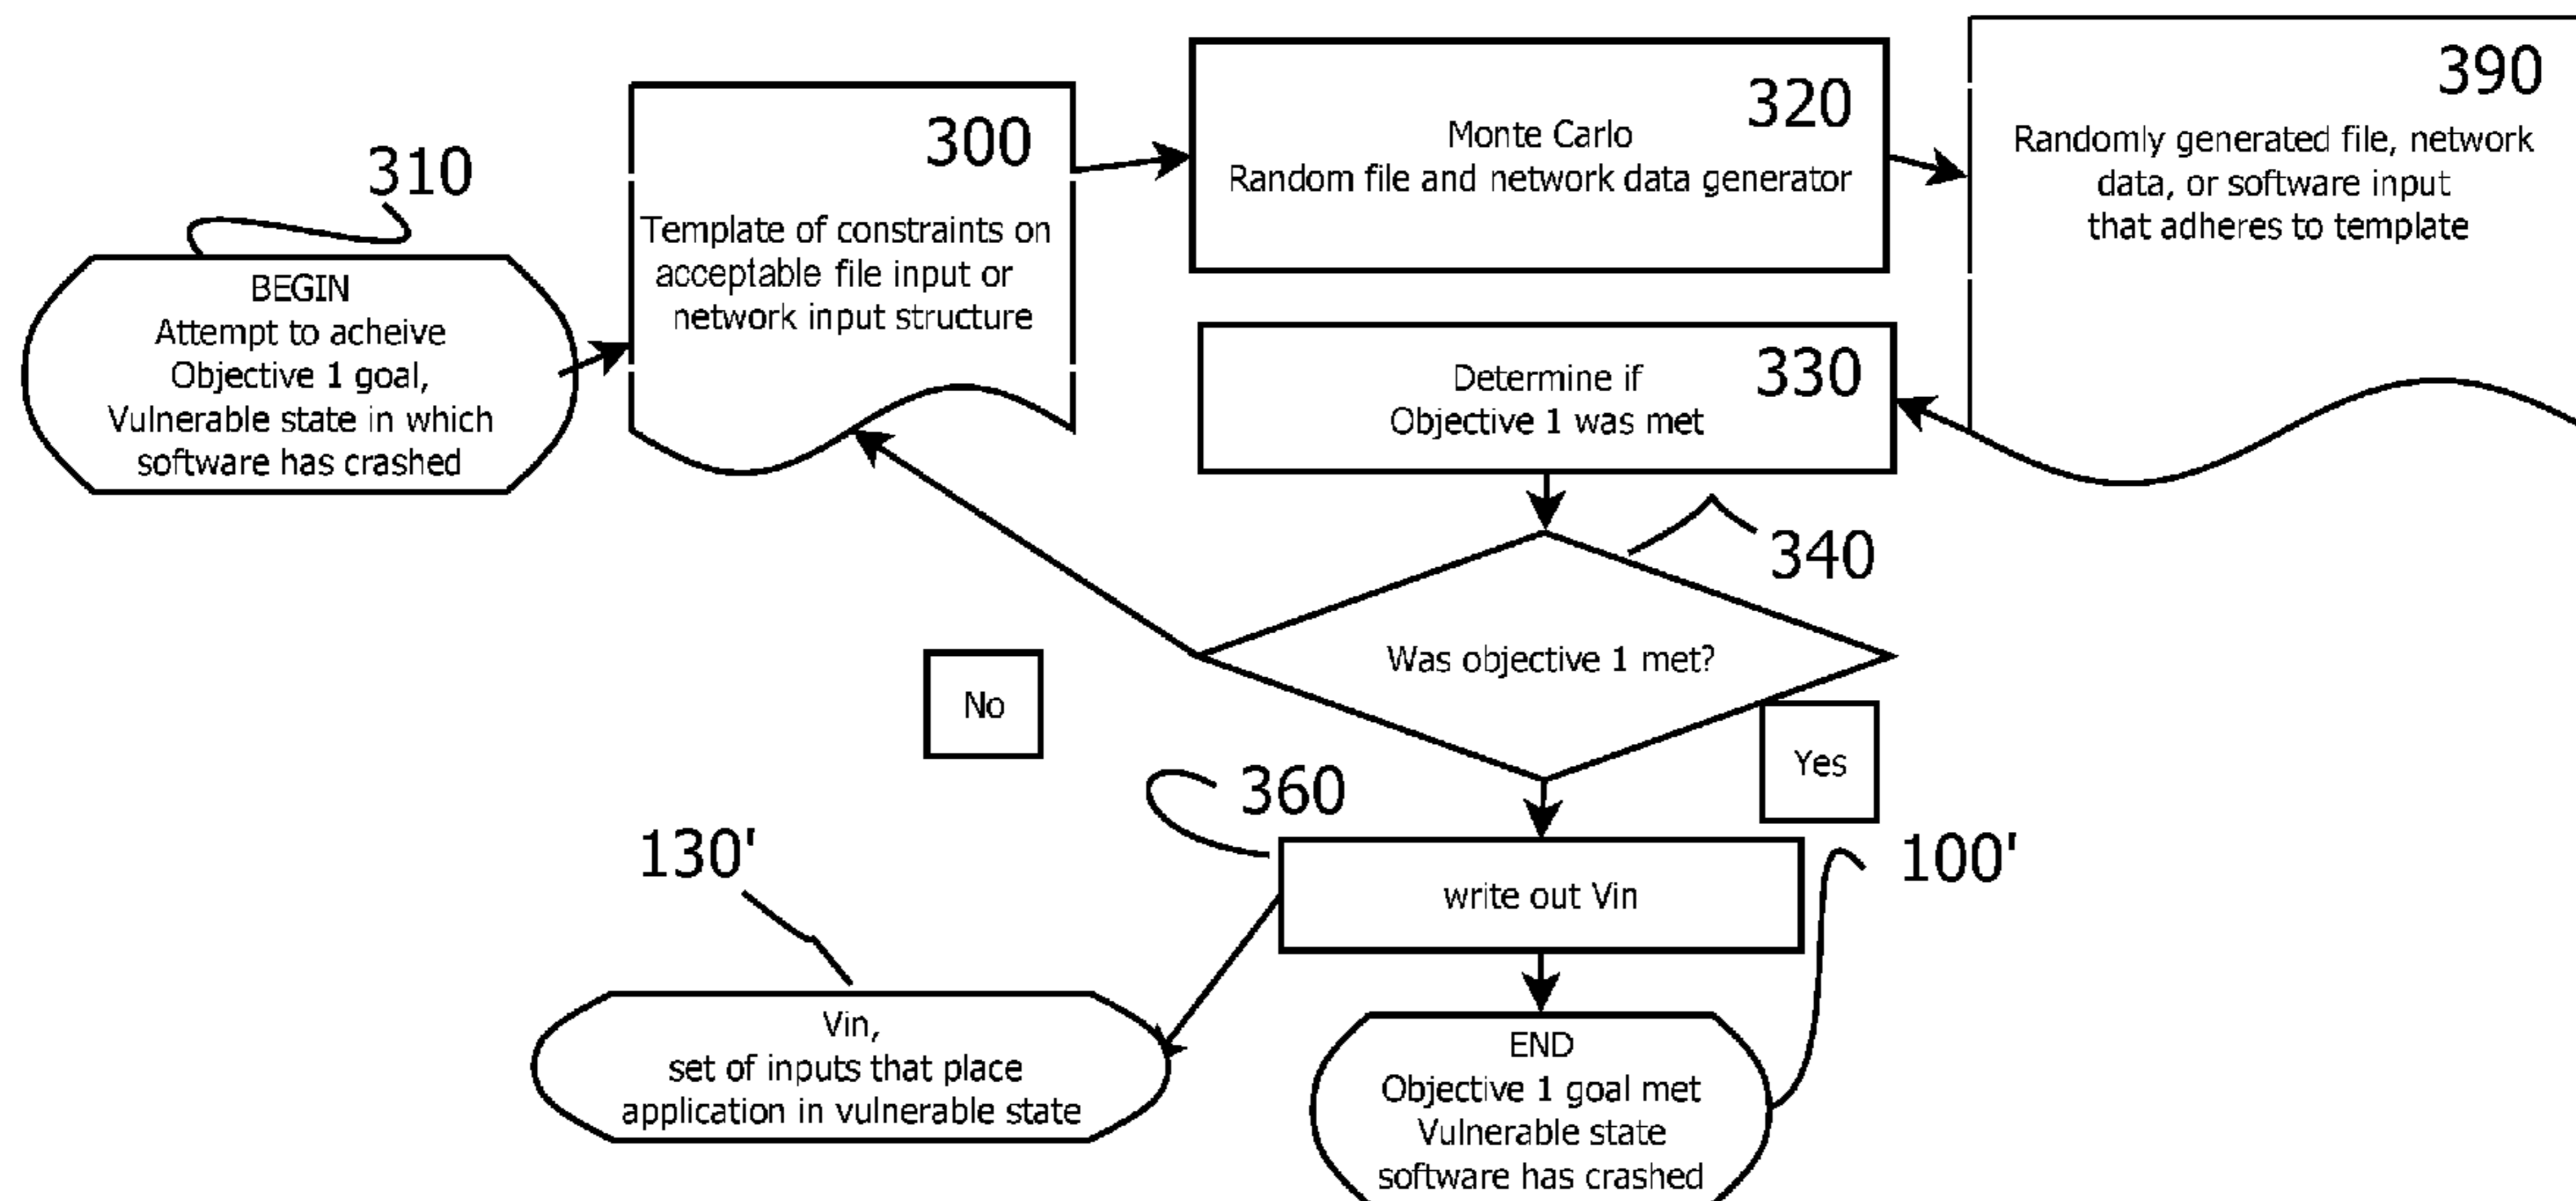 310
BEGIN
Attempt to acheive
Objective 1 goal,
Vulnerable state in which
software has crashed
300
Template of constraints on
acceptable file input or
network input structure
320
Monte Carlo
Random file and network data generator
390
Randomly generated file, network
data, or software input
that adheres to template
330
Determine if
Objective 1 was met
340
Was objective 1 met?
No
Yes
360
write out Vin
130'
Vin,
set of inputs that place
application in vulnerable state
100'
END
Objective 1 goal met
Vulnerable state
software has crashed